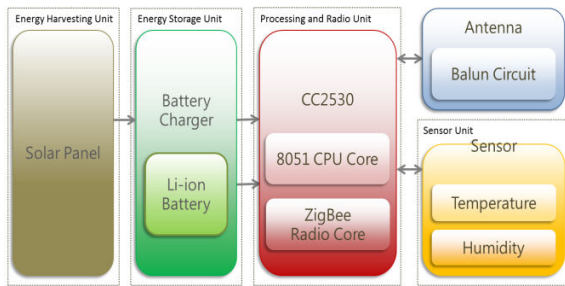 Energy Harvesting Unit
Solar Panel
Energy Storage Unit
Battery
Charger
Li-ion
Battery
Processing and Radio Unit
CC2530
8051 CPU Core
ZigBee
Radio Core
Antenna
Balun Circuit
Sensor Unit
Sensor
Temperature
Humidity